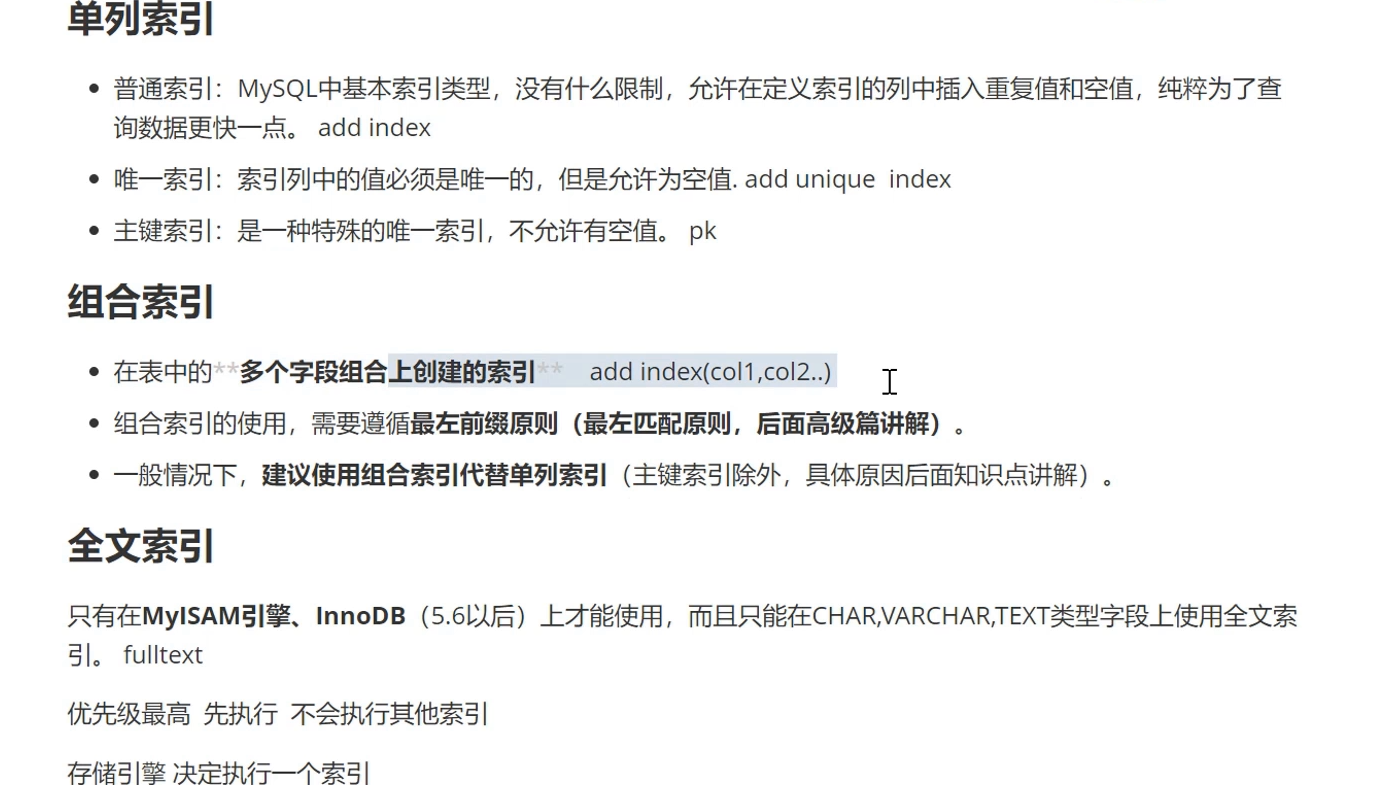 单列索引
普通索引：MySQL中基本索引类型，没有什么限制，允许在定义索引的列中插入重复值和空值，纯粹为了查
询数据更快一点。 add index
唯一索引：索引列中的值必须是唯一的，但是允许为空值. add unique  index
主键索引：是一种特殊的唯一索引，不允许有空值。 pk
组合索引
在表中的**多个字段组合上创建的索引**    add index(col1,col2..)
组合索引的使用，需要遵循最左前缀原则（最左匹配原则，后面高级篇讲解）。
一般情况下，建议使用组合索引代替单列索引（主键索引除外，具体原因后面知识点讲解）。
全文索引
只有在MyISAM引擎、InnoDB（5.6以后）上才能使用，而且只能在CHAR,VARCHAR,TEXT类型字段上使用全文索
引。 fulltext
优先级最高  先执行  不会执行其他索引
存储引擎 决定执行一个索引